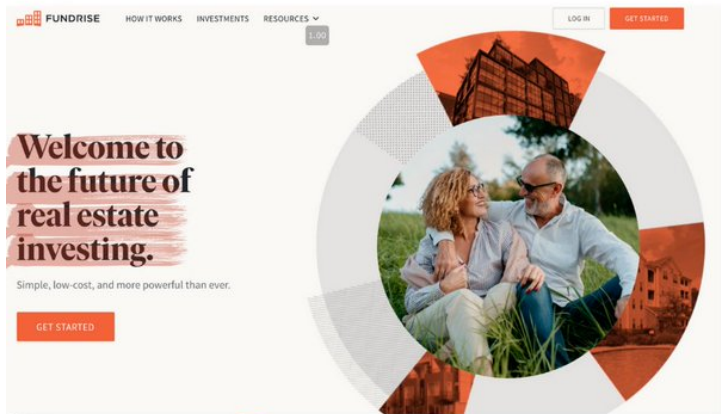 FUNDRISE
HOW IT WORKS INVESTMENTS RESOURCES
LOG IN
GET STARTED
1.00
Welcome to
the future of
real estate
investing.
Simple, low-cost, and more powerful than ever.
GET STARTED